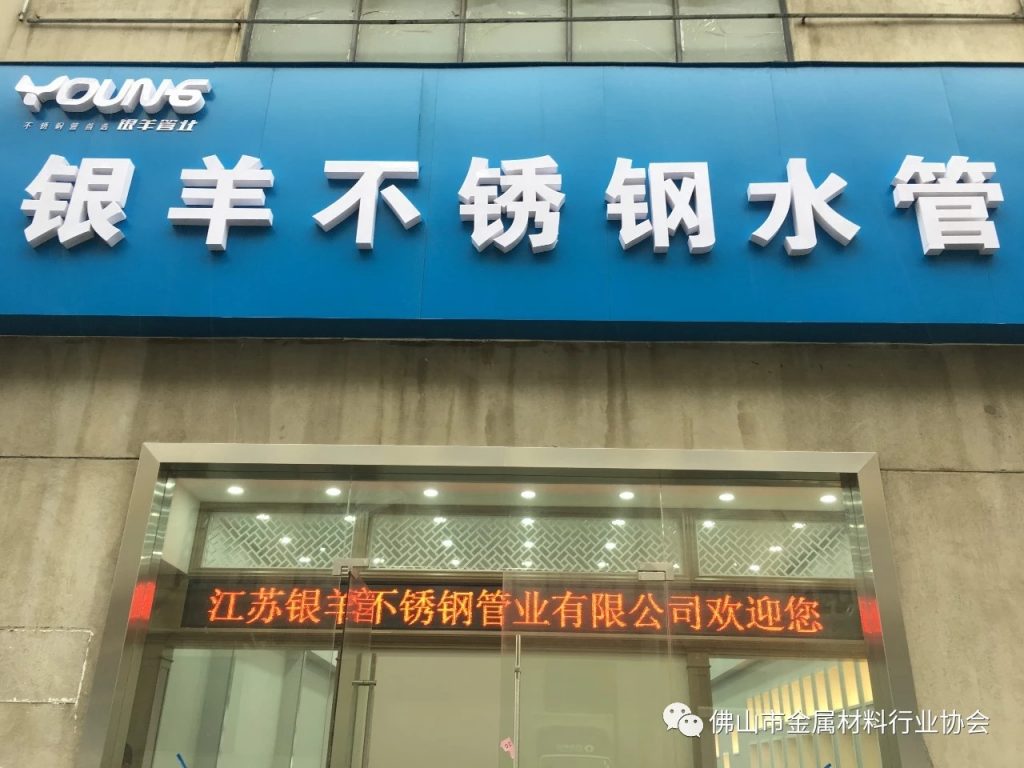 YOUNG
不锈钢管首选 银羊管业
银羊不锈钢水管
江苏银羊不锈钢管业有限公司欢迎您
佛山市金属材料行业协会